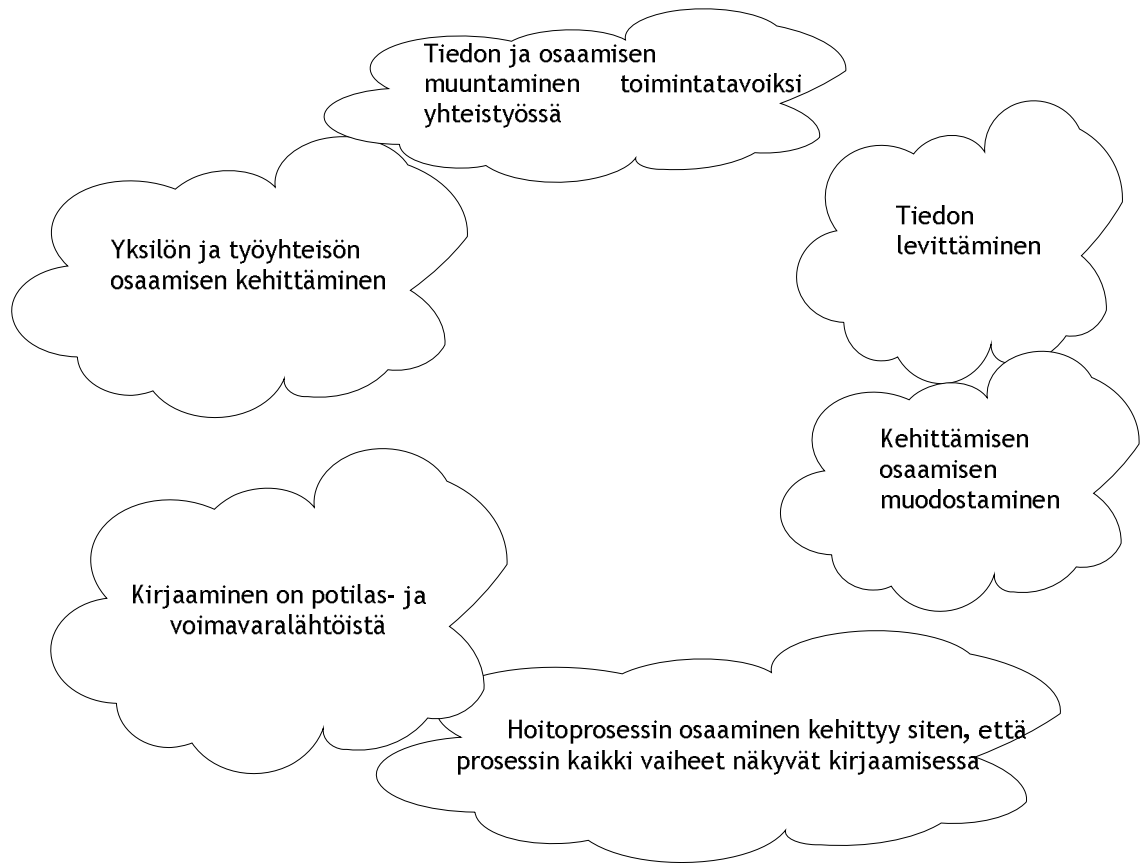 Tiedon ja osaamisen
muuntaminen toimintatavoiksi
yhteistyössä
Tiedon
levittäminen
Yksilön ja työyhteisön
osaamisen kehittäminen
Kehittämisen
osaamisen
muodostaminen
Kirjaaminen on potilas- ja
voimavaralähtöistä
Hoitoprosessin osaaminen kehittyy siten, että
prosessin kaikki vaiheet näkyvät kirjaamisessa